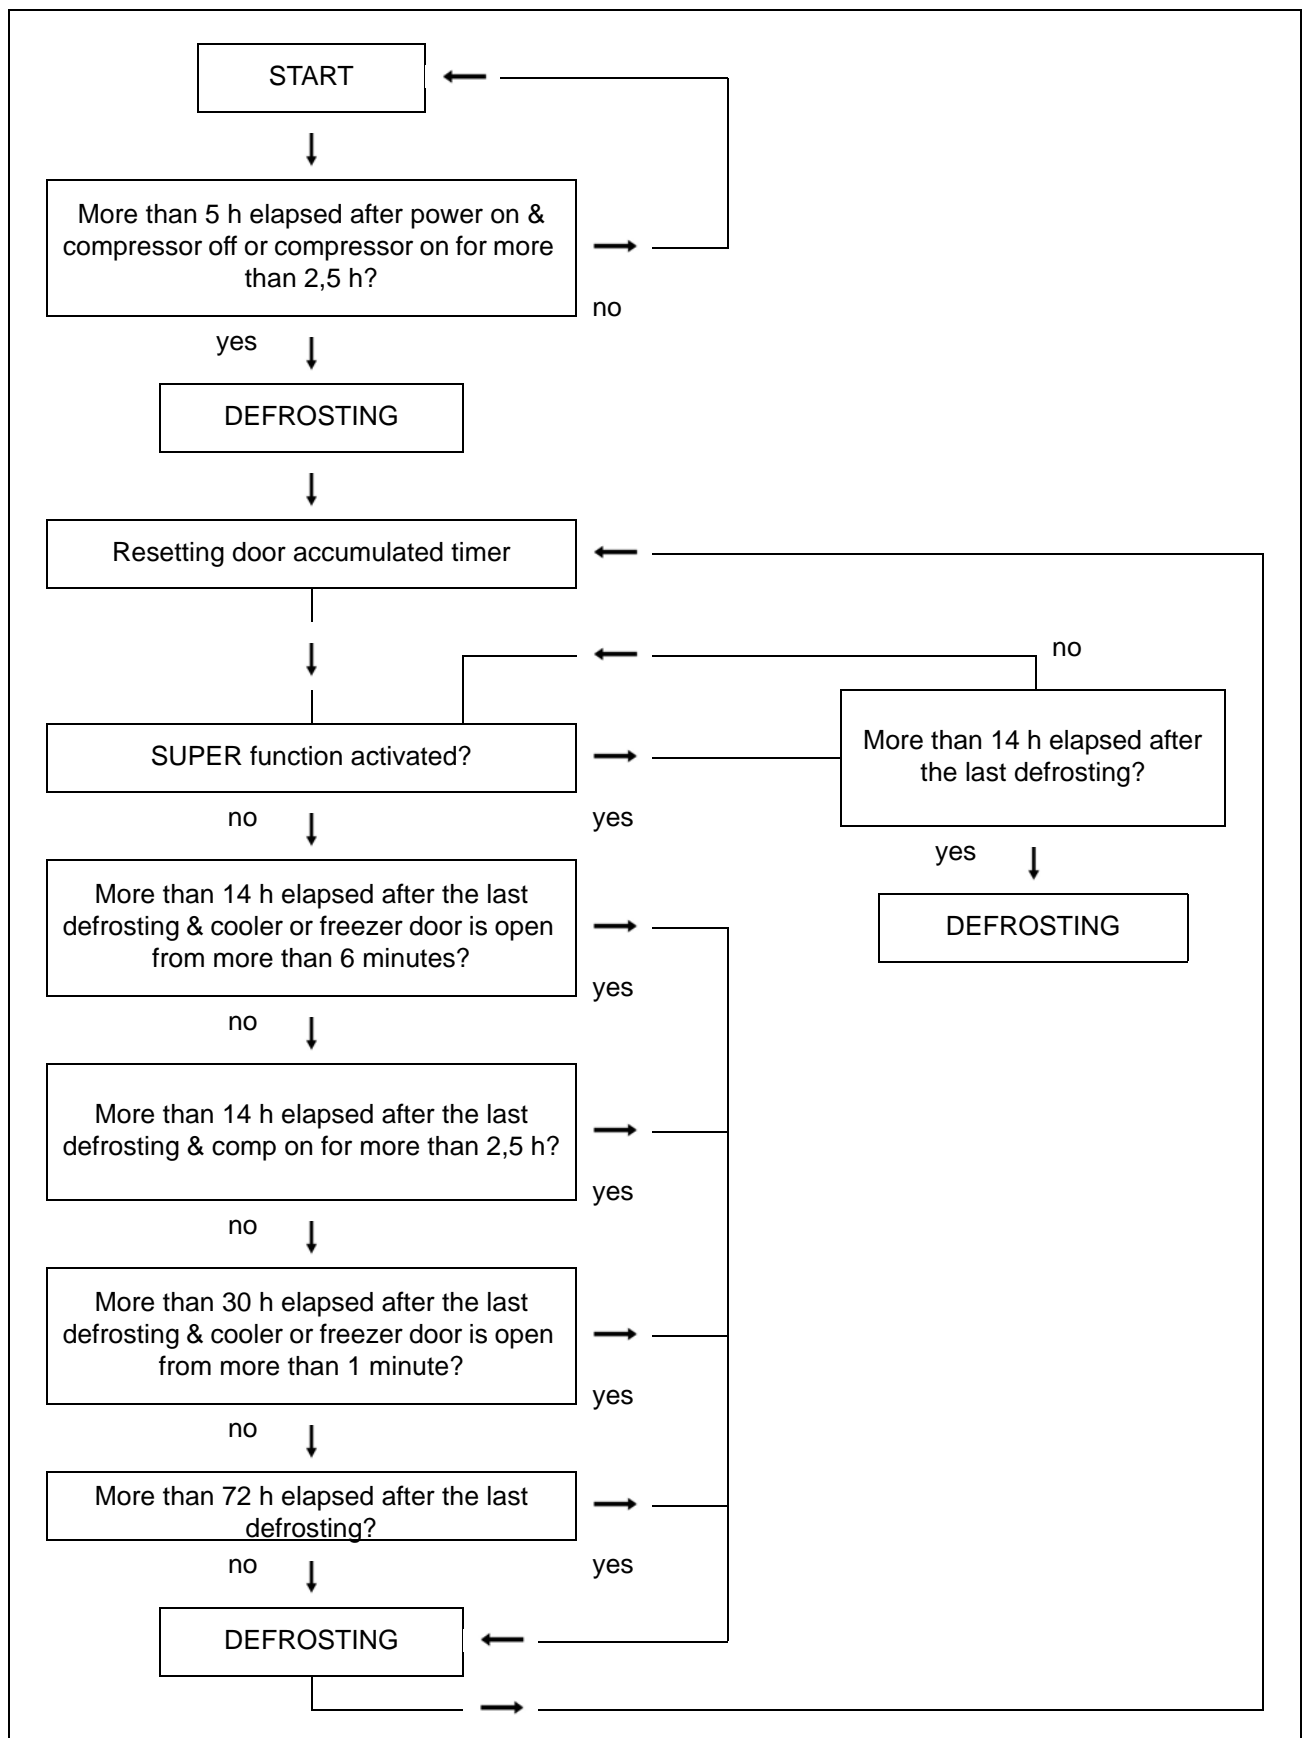 START
More than 5 h elapsed after power on &
compressor off or compressor on for more
than 2,5 h?
no
yes
DEFROSTING
Resetting door accumulated timer
no
SUPER function activated?
More than 14 h elapsed after
the last defrosting?
no
yes
yes
DEFROSTING
More than 14 h elapsed after the last
defrosting & cooler or freezer door is open
from more than 6 minutes?
yes
no
More than 14 h elapsed after the last
defrosting & comp on for more than 2,5 h?
yes
no
More than 30 h elapsed after the last
defrosting & cooler or freezer door is open
from more than 1 minute?
yes
no
More than 72 h elapsed after the last
defrosting?
no
yes
DEFROSTING